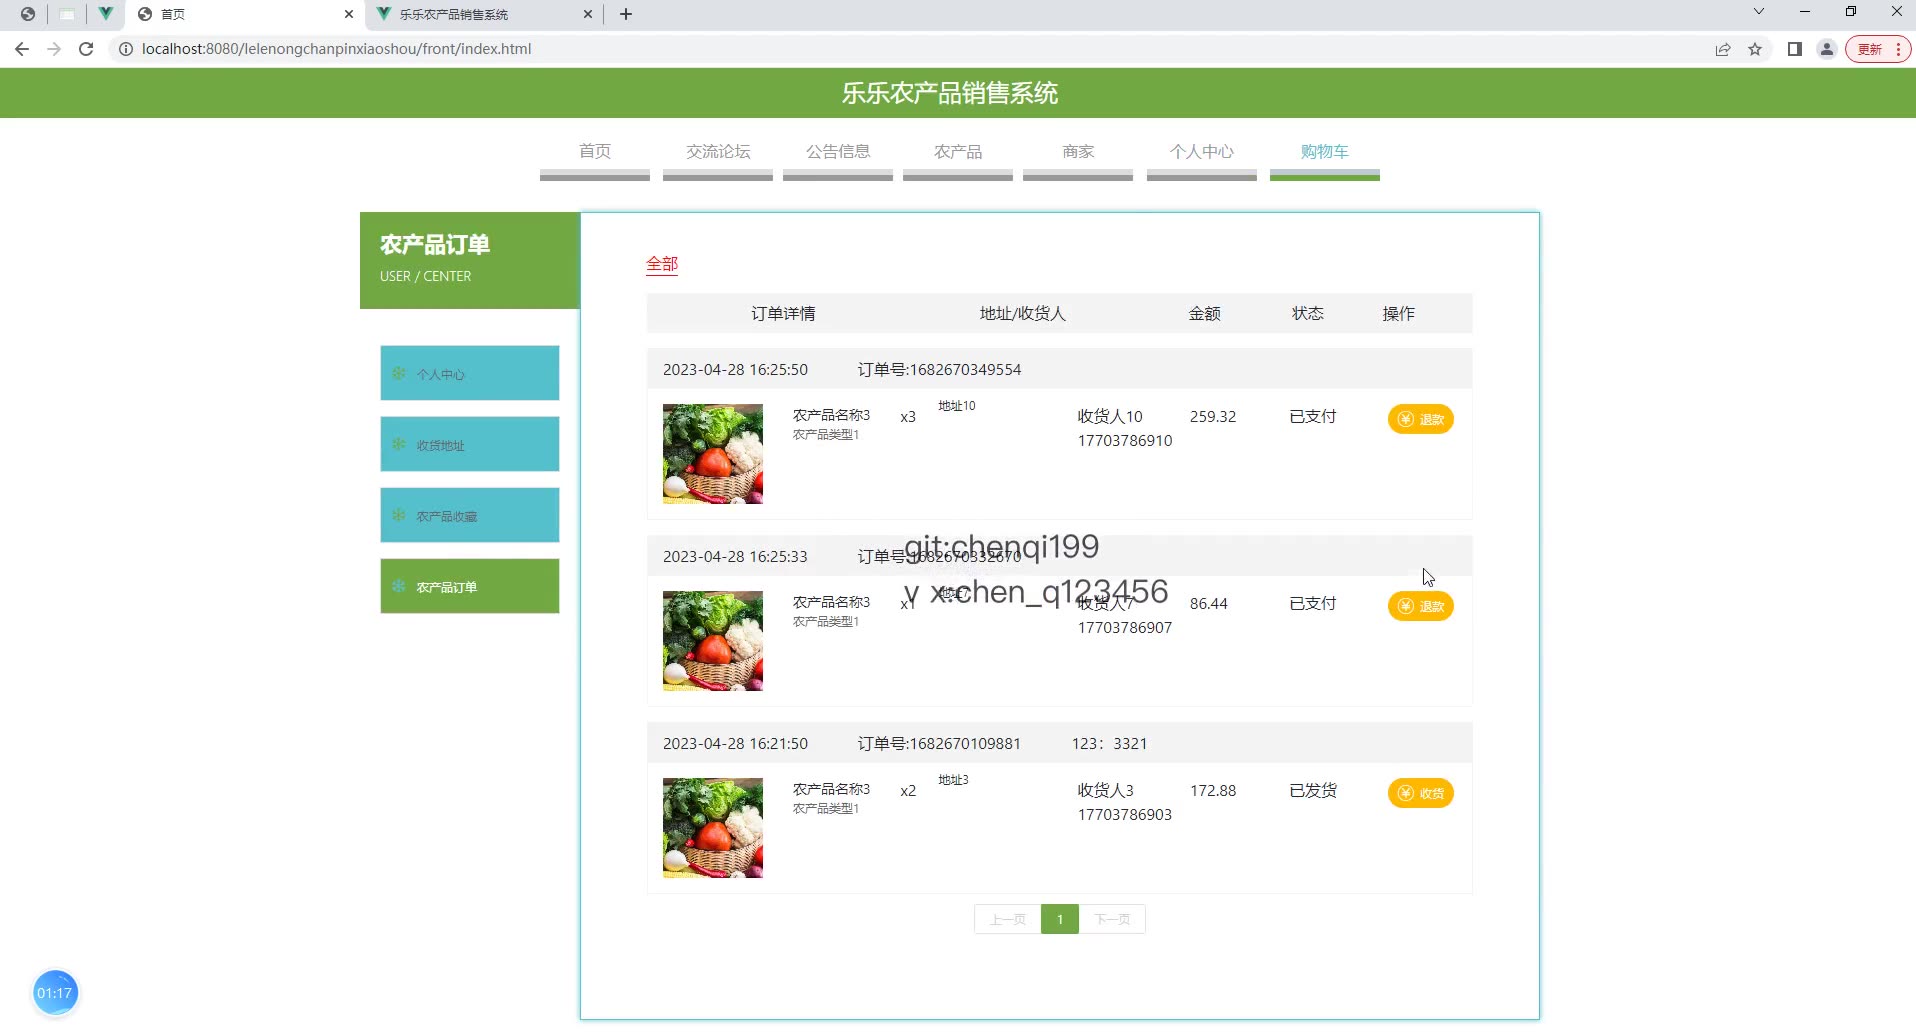 首页
乐乐农产品销售系统
localhost:8080/lelenongchanpinxiaoshou/front/index.html
更新
乐乐农产品销售系统
首页
交流论坛
公告信息
农产品
商家
个人中心
购物车
农产品订单
USER / CENTER
个人中心
收货地址
农产品收藏
农产品订单
全部
订单详情 地址/收货人 金额 状态 操作
2023-04-28 16:25:50 订单号:1682670349554
农产品名称3 x3 地址10 收货人10 259.32 已支付 退款
农产品类型1 17703786910
git:chenqi199
2023-04-28 16:25:33 订单号:1682670332670
v x:chen_q123456
农产品名称3 x1 地址7 收货人7 86.44 已支付 退款
农产品类型1 17703786907
2023-04-28 16:21:50 订单号:1682670109881 123：3321
农产品名称3 x2 地址3 收货人3 172.88 已发货 收货
农产品类型1 17703786903
上一页 1 下一页
01:17